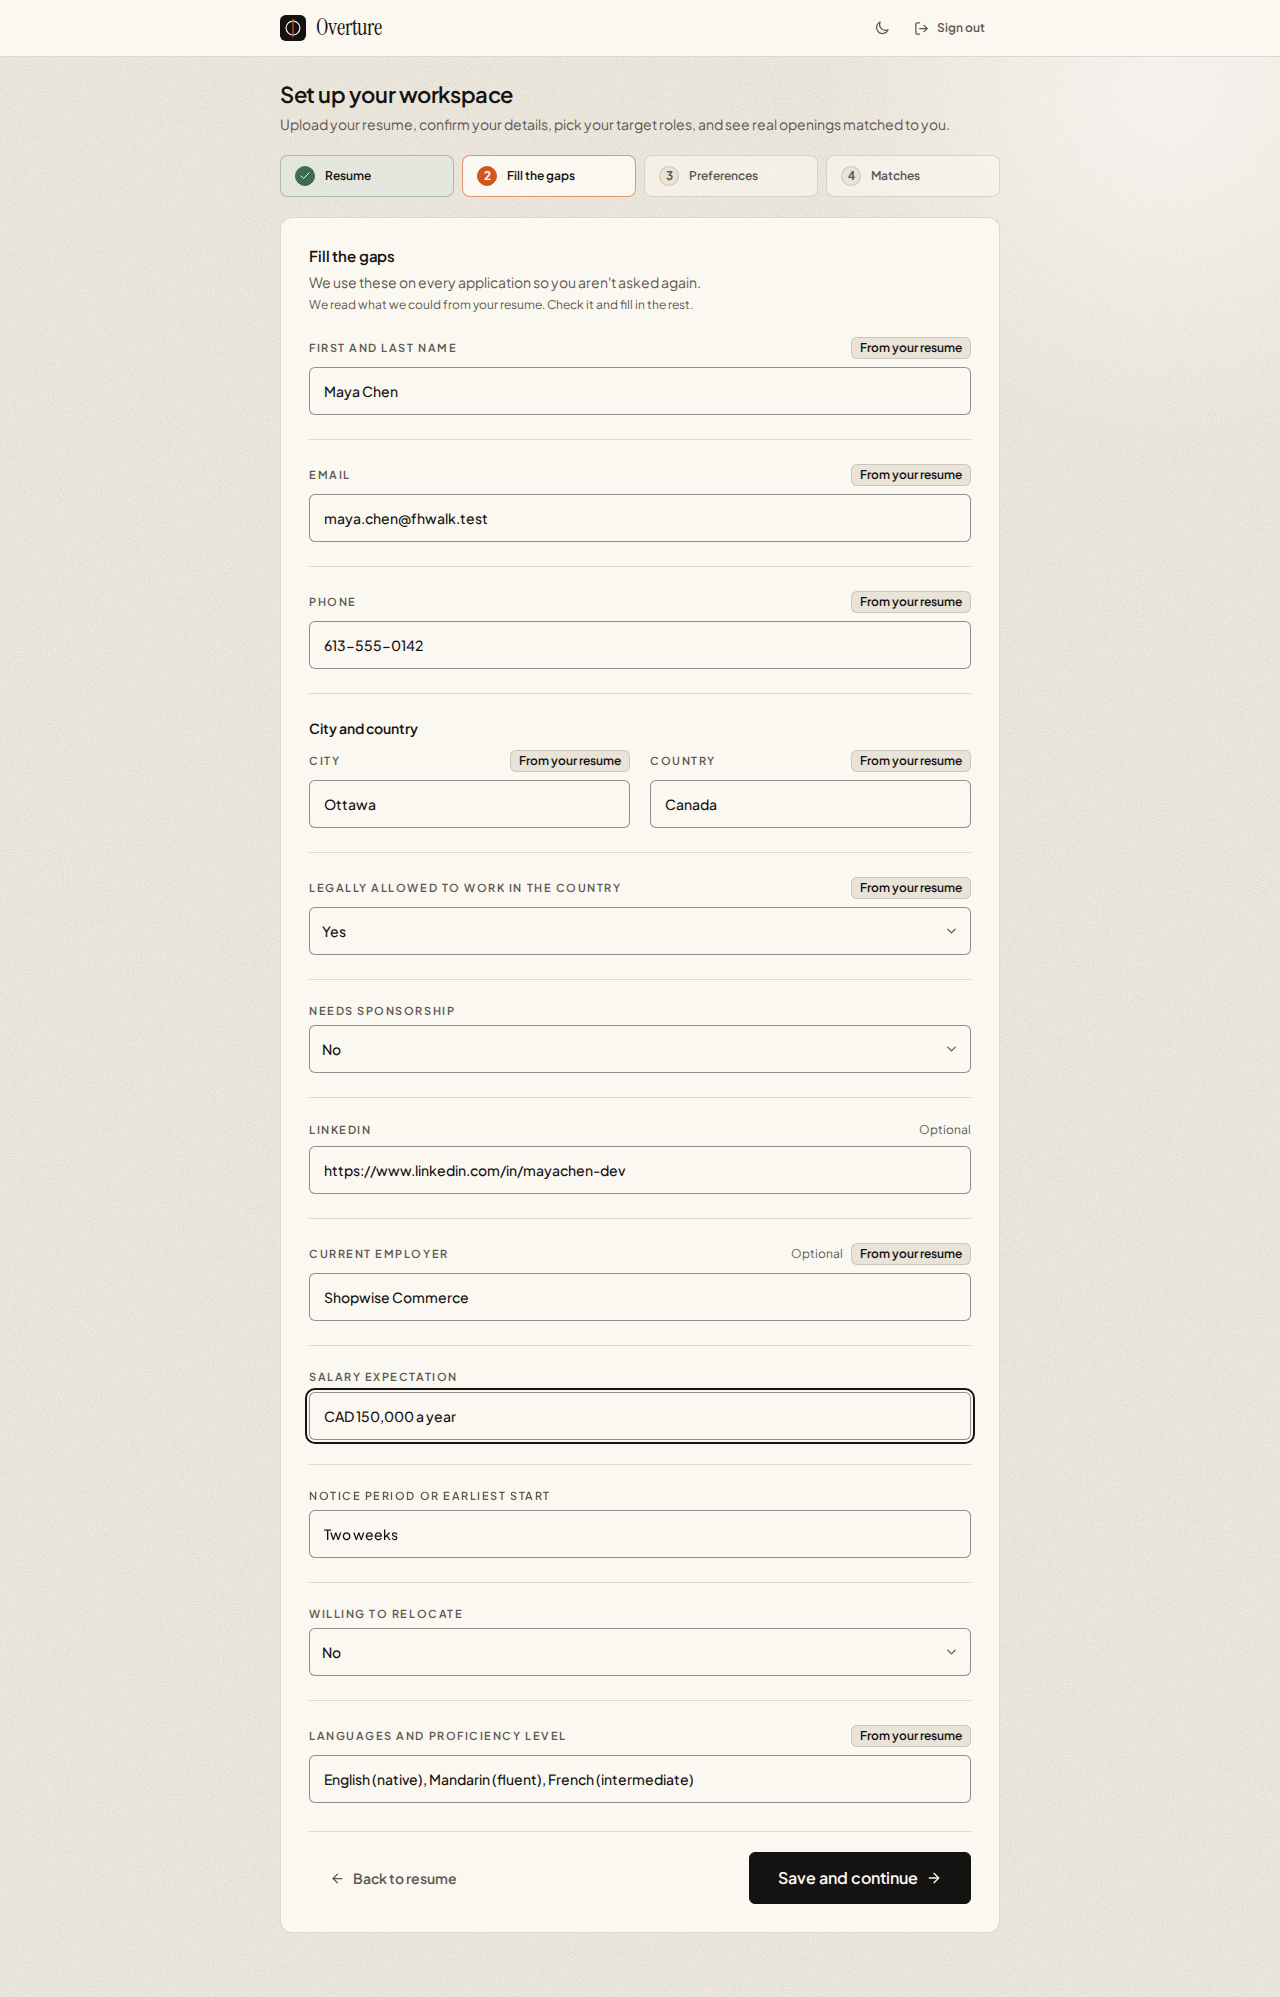 Overture
Sign out
Set up your workspace
Upload your resume, confirm your details, pick your target roles, and see real openings matched to you.
Resume
2 Fill the gaps
3 Preferences
4 Matches
Fill the gaps
We use these on every application so you aren't asked again.
We read what we could from your resume. Check it and fill in the rest.
FIRST AND LAST NAME
From your resume
Maya Chen
EMAIL
From your resume
maya.chen@fhwalk.test
PHONE
From your resume
613-555-0142
City and country
CITY
From your resume
COUNTRY
From your resume
Ottawa
Canada
LEGALLY ALLOWED TO WORK IN THE COUNTRY
From your resume
Yes
NEEDS SPONSORSHIP
No
LINKEDIN
Optional
https://www.linkedin.com/in/mayachen-dev
CURRENT EMPLOYER
Optional
From your resume
Shopwise Commerce
SALARY EXPECTATION
CAD 150,000 a year
NOTICE PERIOD OR EARLIEST START
Two weeks
WILLING TO RELOCATE
No
LANGUAGES AND PROFICIENCY LEVEL
From your resume
English (native), Mandarin (fluent), French (intermediate)
Back to resume
Save and continue